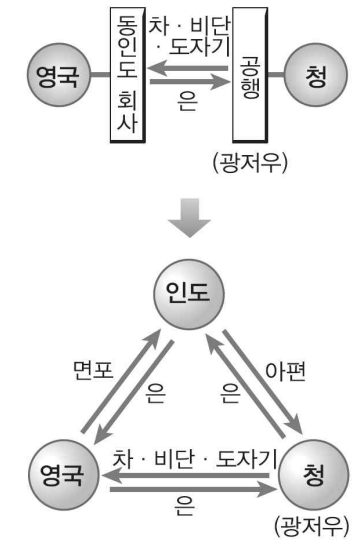 영국
동인도 회사
차 · 비단
· 도자기
은
공행
청
(광저우)
인도
면포
은
은
아편
영국
차 · 비단 · 도자기
은
청
(광저우)